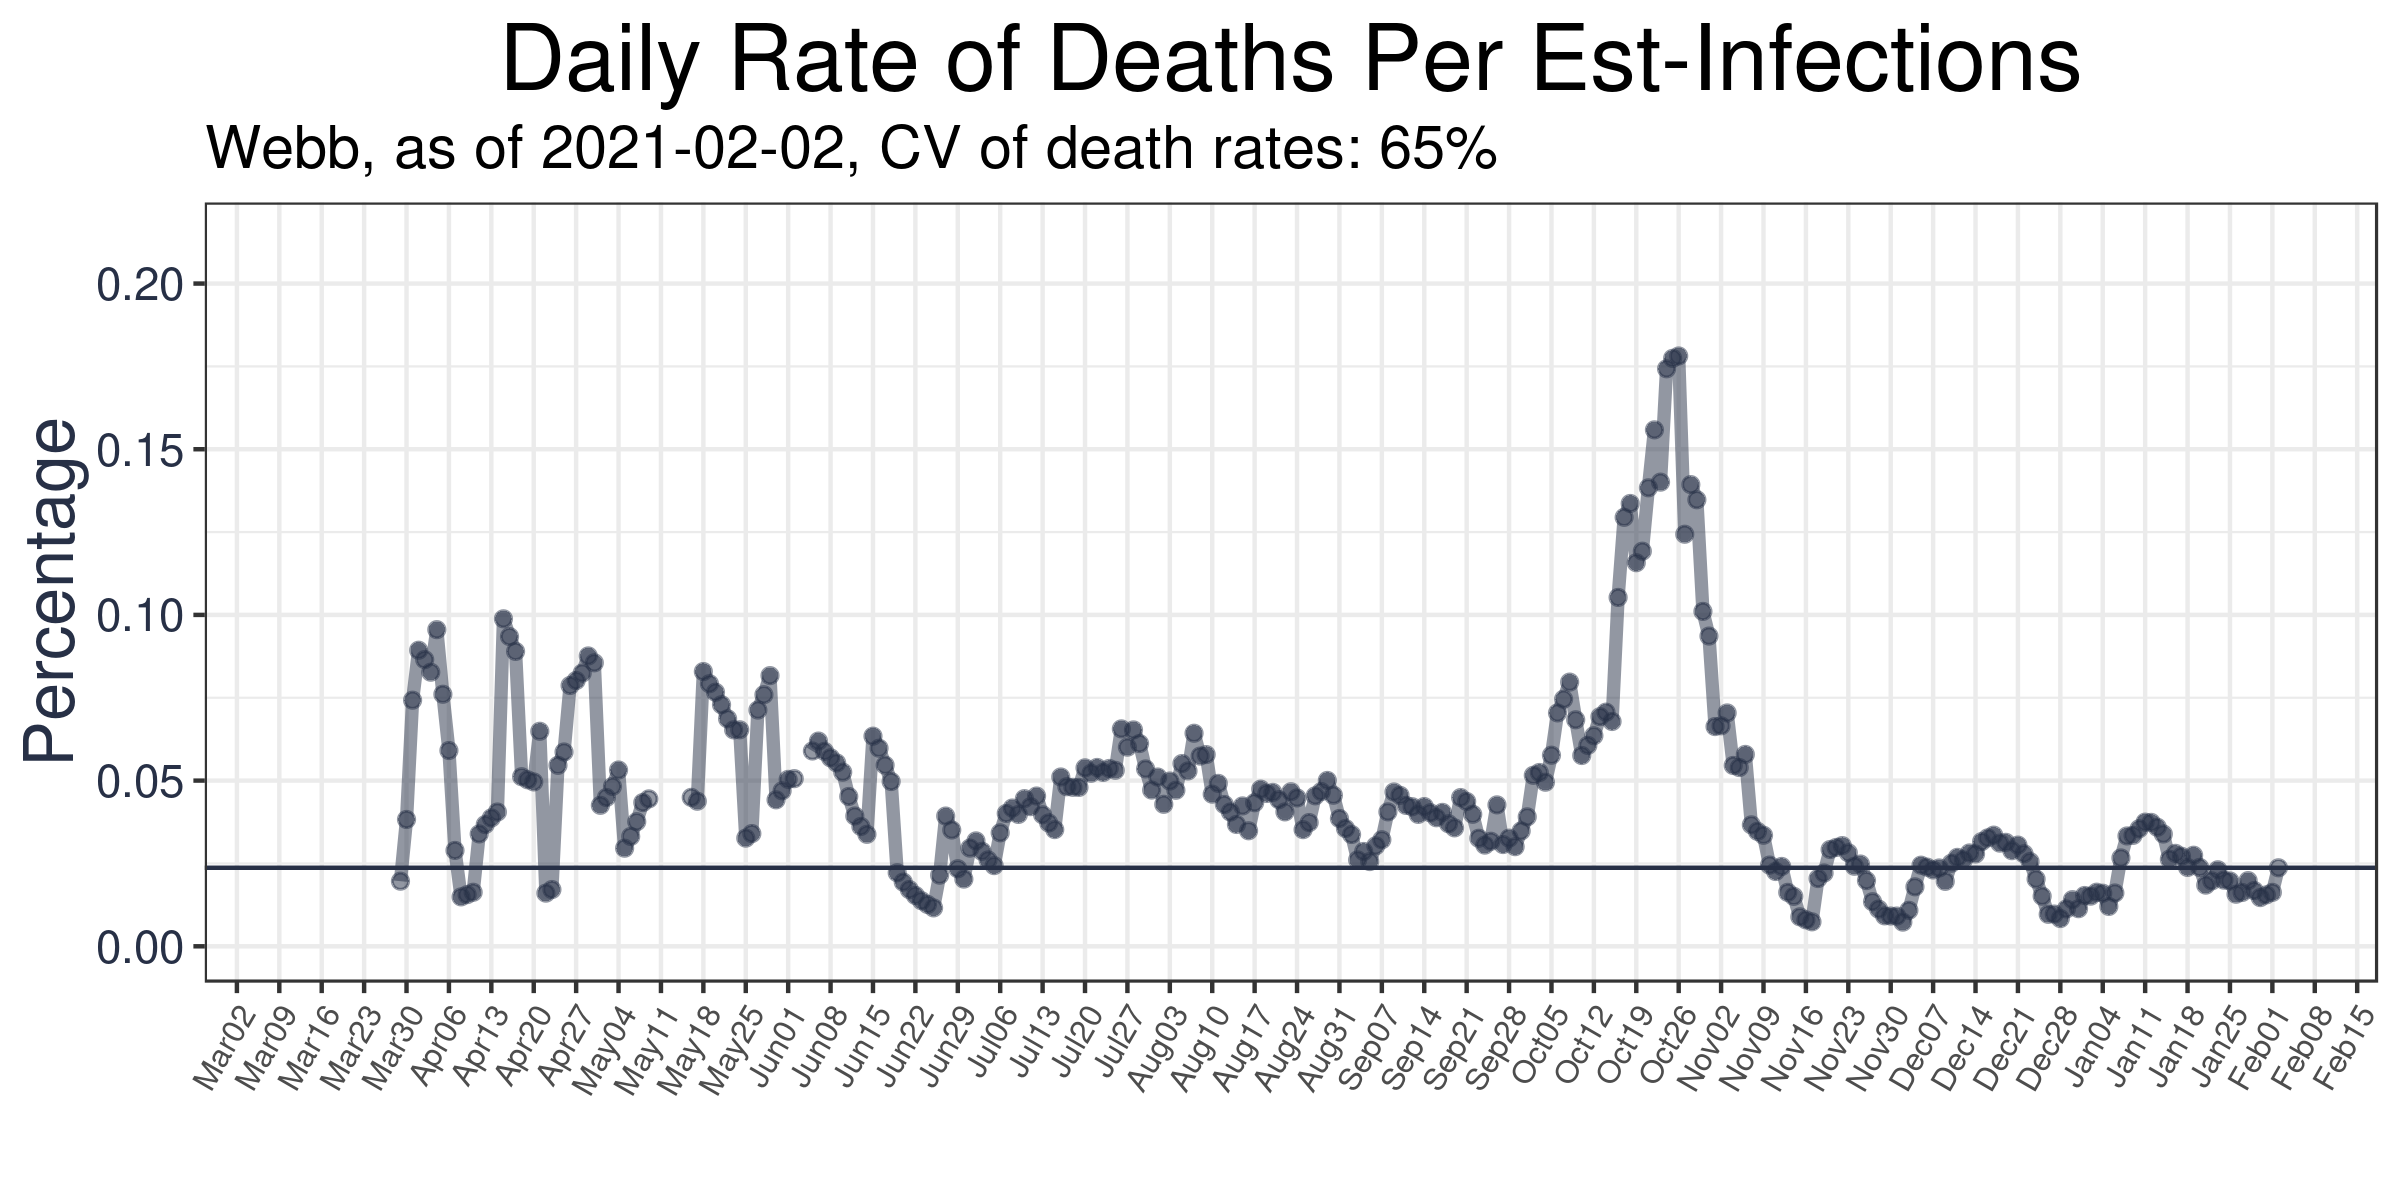 Daily Rate of Deaths Per Est-Infections
Webb, as of 2021-02-02, CV of death rates: 65%
Percentage
0.20
0.15
0.10
0.05
0.00
Mar02 Mar09 Mar16 Mar23 Mar30 Apr06 Apr13 Apr20 Apr27 May04 May11 May18 May25 Jun01 Jun08 Jun15 Jun22 Jun29 Jul06 Jul13 Jul20 Jul27 Aug03 Aug10 Aug17 Aug24 Aug31 Sep07 Sep14 Sep21 Sep28 Oct05 Oct12 Oct19 Oct26 Nov02 Nov09 Nov16 Nov23 Nov30 Dec07 Dec14 Dec21 Dec28 Jan04 Jan11 Jan18 Jan25 Feb01 Feb08 Feb15